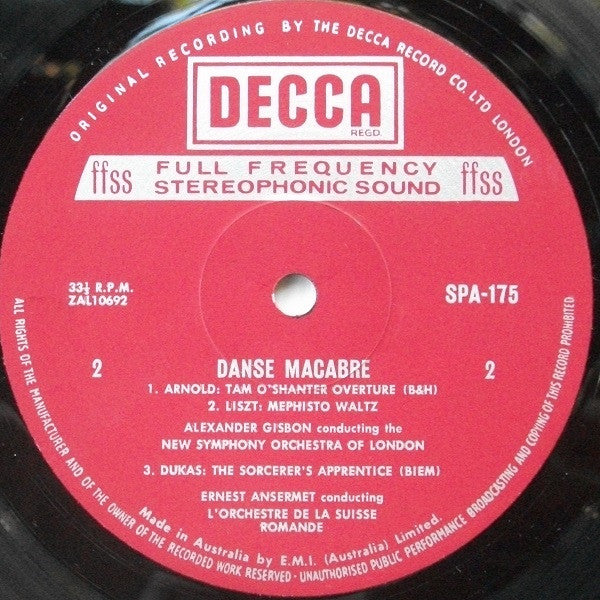 ORIGINAL RECORDING BY THE DECCA RECORD CO. LTD LONDON
DECCA
REGD.
ffss FULL FREQUENCY STEREOPHONIC SOUND ffss
33⅓ R.P.M.
ZAL10692
SPA-175
2 DANSE MACABRE 2
1. ARNOLD: TAM O'SHANTER OVERTURE (B&H)
2. LISZT: MEPHISTO WALTZ
ALEXANDER GISBON conducting the
NEW SYMPHONY ORCHESTRA OF LONDON
3. DUKAS: THE SORCERER'S APPRENTICE (BIEM)
ERNEST ANSERMET conducting
L'ORCHESTRE DE LA SUISSE
ROMANDE
Made in Australia by E.M.I. (Australia) Limited.
ALL RIGHTS OF THE MANUFACTURER AND OF THE OWNER OF THE RECORDED WORK RESERVED - UNAUTHORISED PUBLIC PERFORMANCE BROADCASTING AND COPYING OF THIS RECORD PROHIBITED